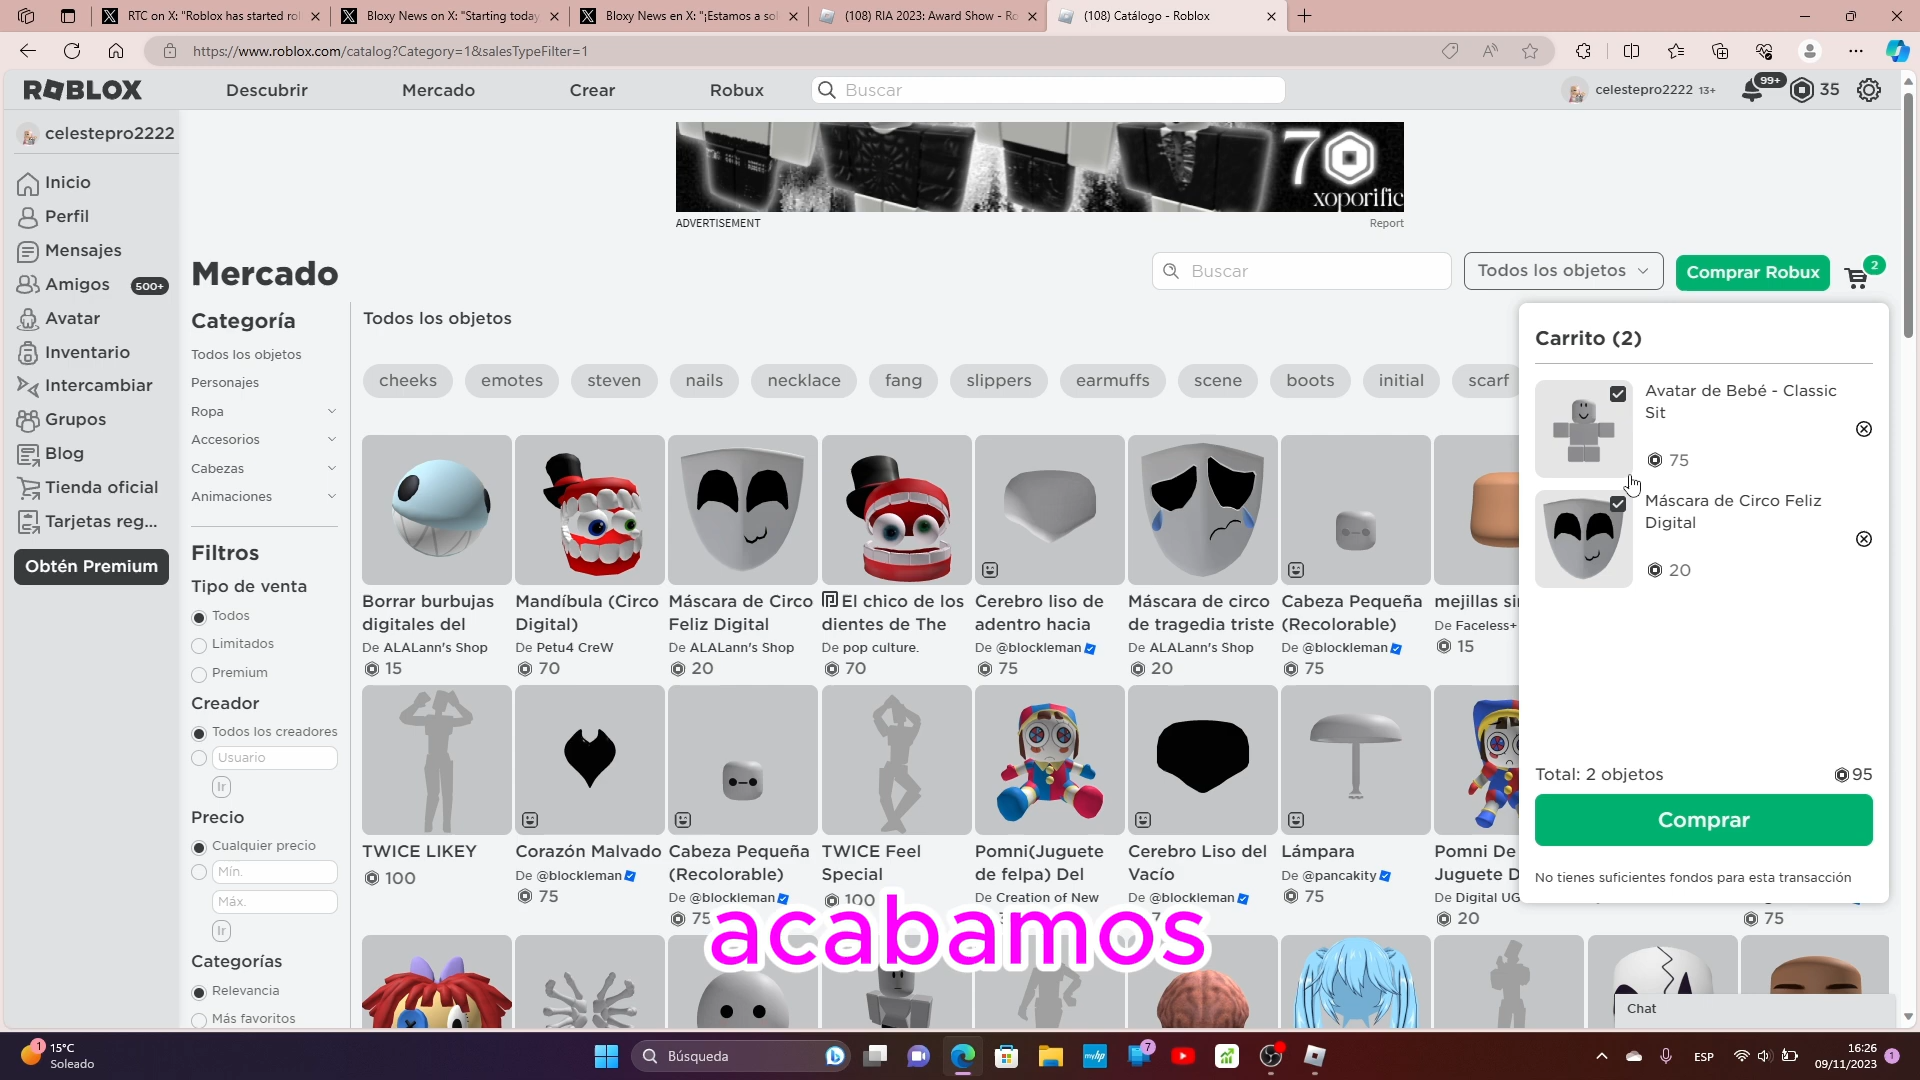 RTC on X: "Roblox has started rol
Bloxy News on X: "Starting today
Bloxy News en X: "¡Estamos a so
(108) RIA 2023: Award Show - Ro
(108) Catálogo - Roblox
https://www.roblox.com/catalog?Category=1&salesTypeFilter=1
ROBLOX
Descubrir
Mercado
Crear
Robux
Buscar
celestepro2222 13+
99+
35
celestepro2222
Inicio
Perfil
Mensajes
Amigos 500+
Avatar
Inventario
Intercambiar
Grupos
Blog
Tienda oficial
Tarjetas reg...
Obtén Premium
70
xoporific
ADVERTISEMENT
Report
Mercado
Buscar
Todos los objetos
Comprar Robux
2
Categoría
Todos los objetos
Personajes
Ropa
Accesorios
Cabezas
Animaciones
Filtros
Tipo de venta
Todos
Limitados
Premium
Creador
Todos los creadores
Usuario
Ir
Precio
Cualquier precio
Mín.
Máx.
Ir
Categorías
Relevancia
Más favoritos
Todos los objetos
cheeks
emotes
steven
nails
necklace
fang
slippers
earmuffs
scene
boots
initial
scarf
Borrar burbujas
digitales del
De ALALann's Shop
15
Mandíbula (Circo
Digital)
De Petu4 CreW
70
Máscara de Circo
Feliz Digital
De ALALann's Shop
20
El chico de los
dientes de The
De pop culture.
70
Cerebro liso de
adentro hacia
De @blockleman
75
Máscara de circo
de tragedia triste
De ALALann's Shop
20
Cabeza Pequeña
(Recolorable)
De @blockleman
75
mejillas si
De Faceless+
15
TWICE LIKEY
100
Corazón Malvado
De @blockleman
75
Cabeza Pequeña
(Recolorable)
De @blockleman
75
TWICE Feel
Special
100
Pomni(Juguete
de felpa) Del
De Creation of New
Cerebro Liso del
Vacío
De @blockleman
Lámpara
De @pancakity
75
Pomni De
Juguete D
De Digital UG
20
75
Carrito (2)
Avatar de Bebé - Classic
Sit
75
Máscara de Circo Feliz
Digital
20
Total: 2 objetos
95
Comprar
No tienes suficientes fondos para esta transacción
acabamos
Chat
1
15°C
Soleado
Búsqueda
myhp
7
ESP
16:26
09/11/2023
1